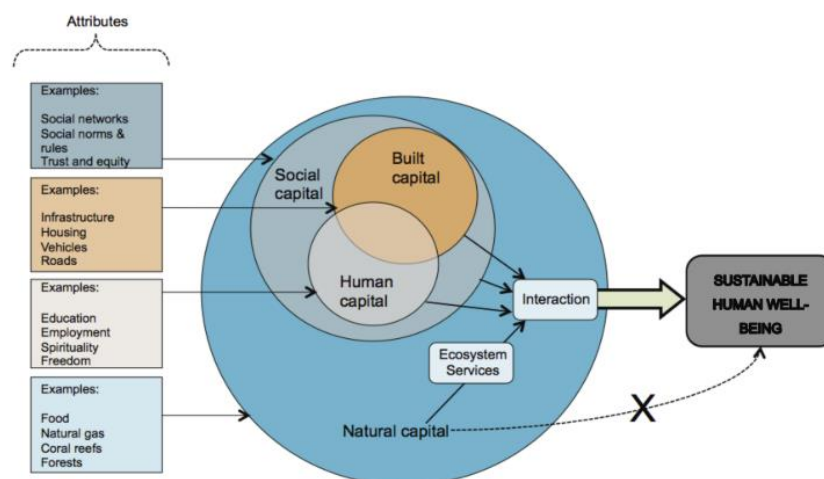 Attributes
Examples:
Social networks
Social norms &
rules
Trust and equity
Examples:
Infrastructure
Housing
Vehicles
Roads
Examples:
Education
Employment
Spirituality
Freedom
Examples:
Food
Natural gas
Coral reefs
Forests
Social
capital
Built
capital
Human
capital
Interaction
Ecosystem
Services
Natural capital
X
SUSTAINABLE
HUMAN WELL-
BEING